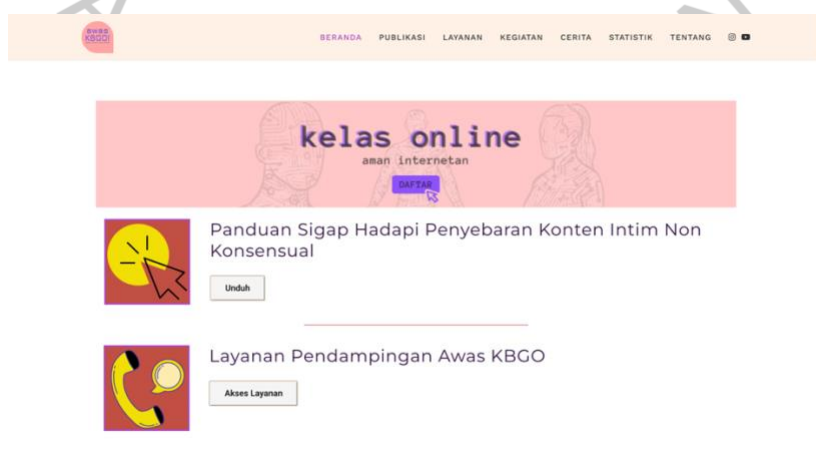 awas
KBGO!
BERANDA PUBLIKASI LAYANAN KEGIATAN CERITA STATISTIK TENTANG
kelas online
aman internetan
DAFTAR
Panduan Sigap Hadapi Penyebaran Konten Intim Non
Konsensual
Unduh
Layanan Pendampingan Awas KBGO
Akses Layanan